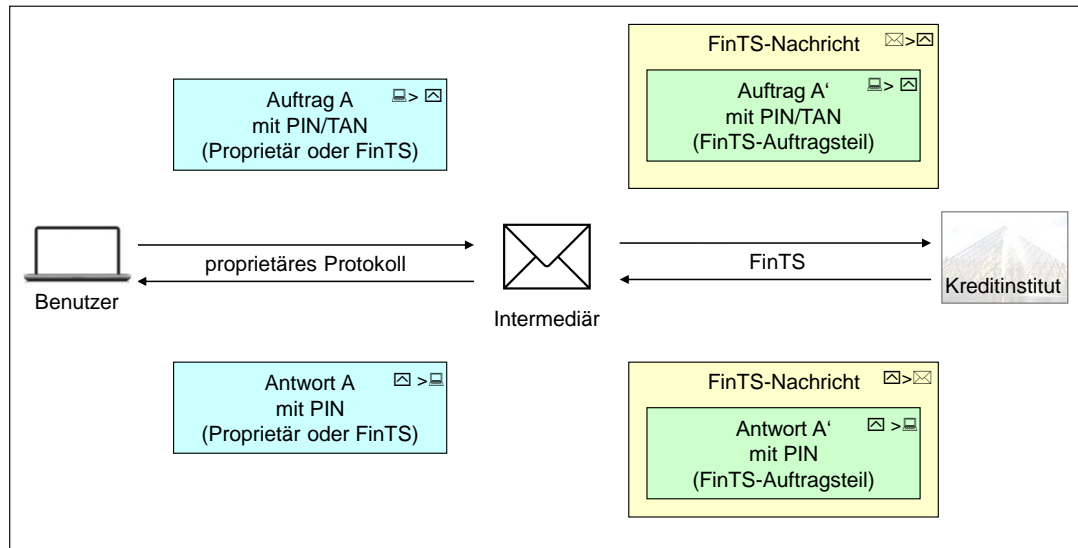 FinTS-Nachricht
Auftrag A
mit PIN/TAN
(Proprietär oder FinTS)
Auftrag A‘
mit PIN/TAN
(FinTS-Auftragsteil)
proprietäres Protokoll
FinTS
Benutzer
Intermediär
Kreditinstitut
Antwort A
mit PIN
(Proprietär oder FinTS)
FinTS-Nachricht
Antwort A‘
mit PIN
(FinTS-Auftragsteil)